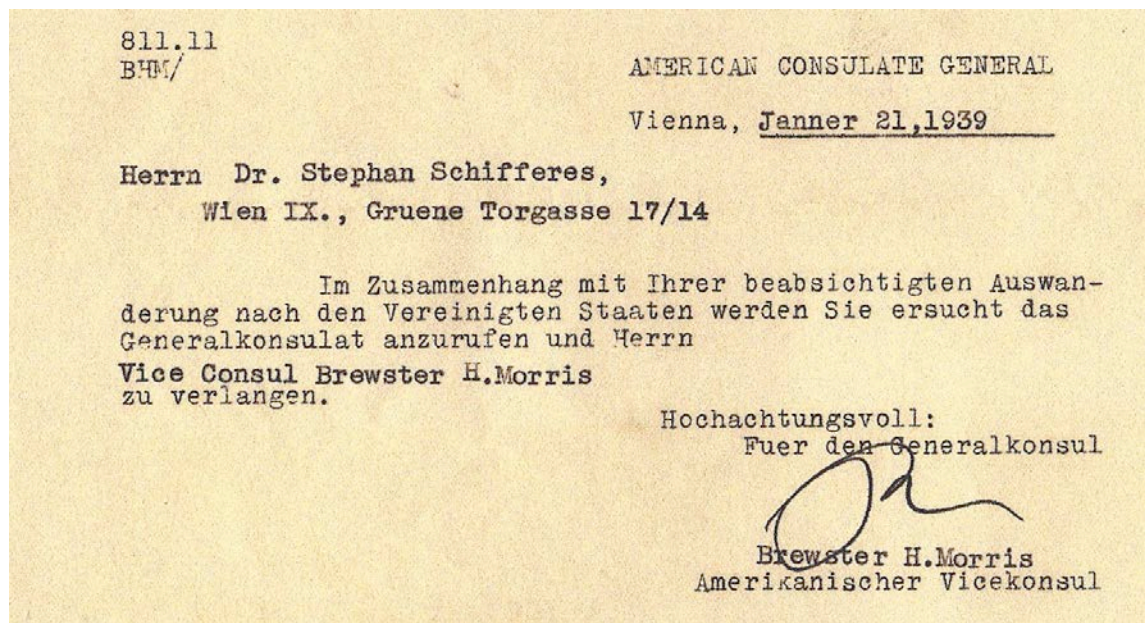 811.11
BHM/
AMERICAN CONSULATE GENERAL
Vienna, Janner 21,1939
Herrn Dr. Stephan Schifferes,
Wien IX., Gruene Torgasse 17/14
Im Zusammenhang mit Ihrer beabsichtigten Auswan-
derung nach den Vereinigten Staaten werden Sie ersucht das
Generalkonsulat anzurufen und Herrn
Vice Consul Brewster H.Morris
zu verlangen.
Hochachtungsvoll:
Fuer den Generalkonsul
Brewster H.Morris
Amerikanischer Vicekonsul